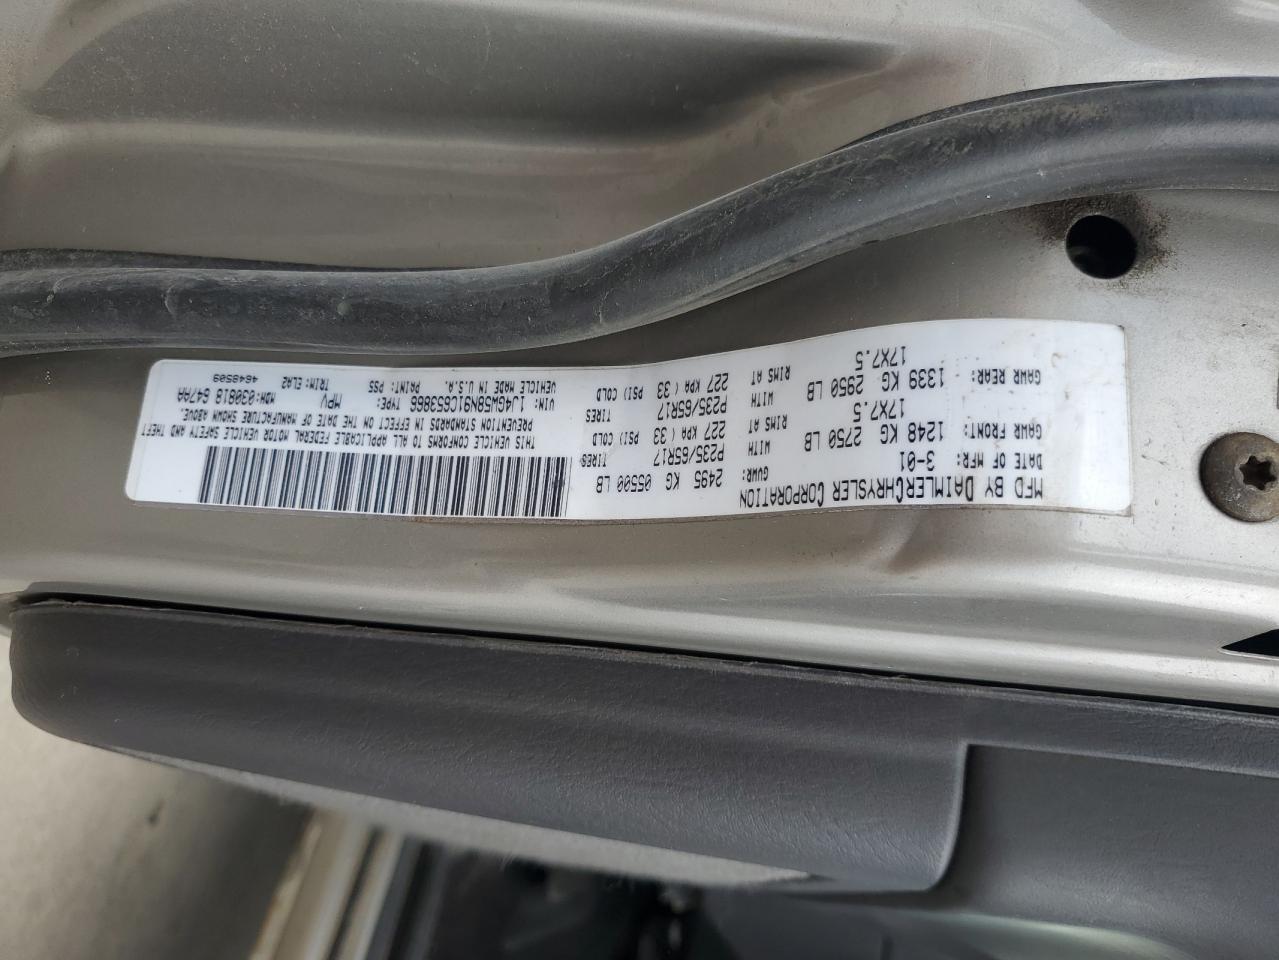 MFD BY DAIMLERCHRYSLER CORPORATION
DATE OF MFR: 3-01
GVWR: 2495 KG 05500 LB
GAWR FRONT: 1248 KG 2750 LB
WITH P235/65R17 TIRES
17X7.5 RIMS AT 227 KPA (33 PSI) COLD
GAWR REAR: 1339 KG 2950 LB
WITH P235/65R17 TIRES
17X7.5 RIMS AT 227 KPA (33 PSI) COLD
THIS VEHICLE CONFORMS TO ALL APPLICABLE FEDERAL MOTOR VEHICLE SAFETY AND THEFT
PREVENTION STANDARDS IN EFFECT ON THE DATE OF MANUFACTURE SHOWN ABOVE.
VIN: 1J4GW58N91C653866 TYPE: MPV MDH: 030818 G47AA
VEHICLE MADE IN U.S.A. PAINT: PS5 TRIM: ELA2 4648509